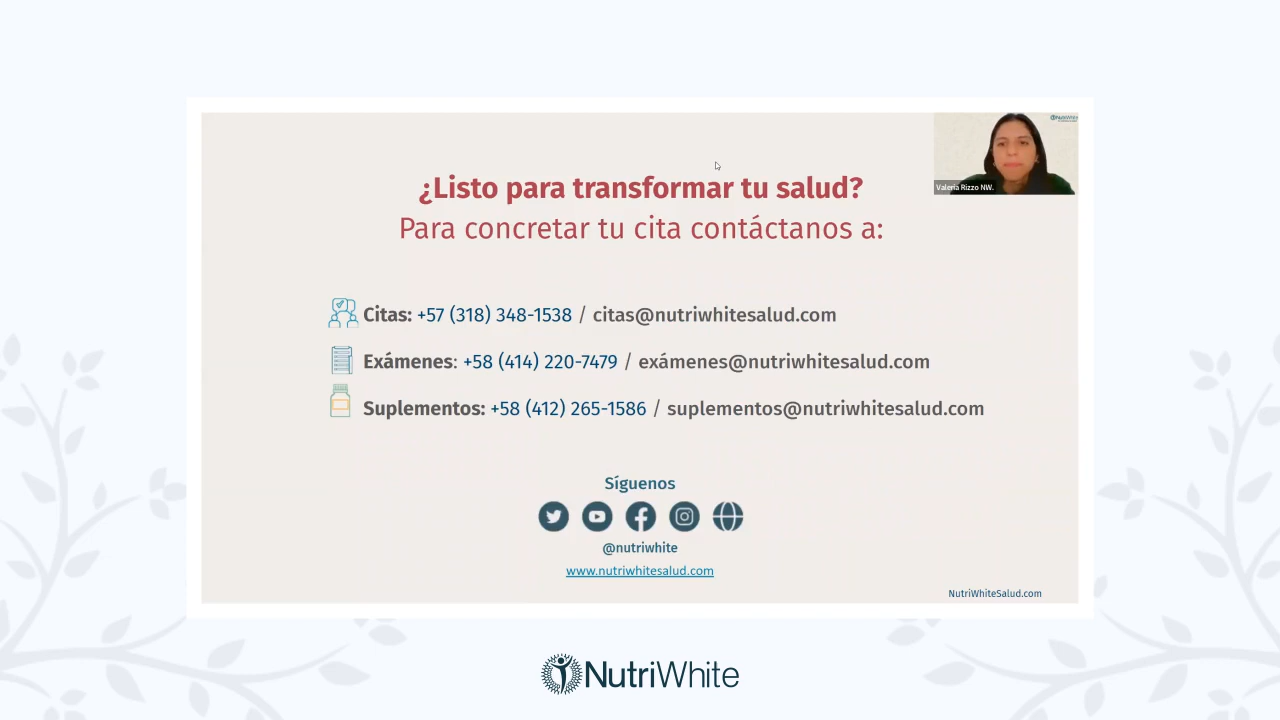 NutriWhite
¿Listo para transformar tu salud?
Valeria Rizzo NW.
Para concretar tu cita contáctanos a:
Citas: +57 (318) 348-1538 / citas@nutriwhitesalud.com
Exámenes: +58 (414) 220-7479 / exámenes@nutriwhitesalud.com
Suplementos: +58 (412) 265-1586 / suplementos@nutriwhitesalud.com
Síguenos
@nutriwhite
www.nutriwhitesalud.com
NutriWhiteSalud.com
NutriWhite